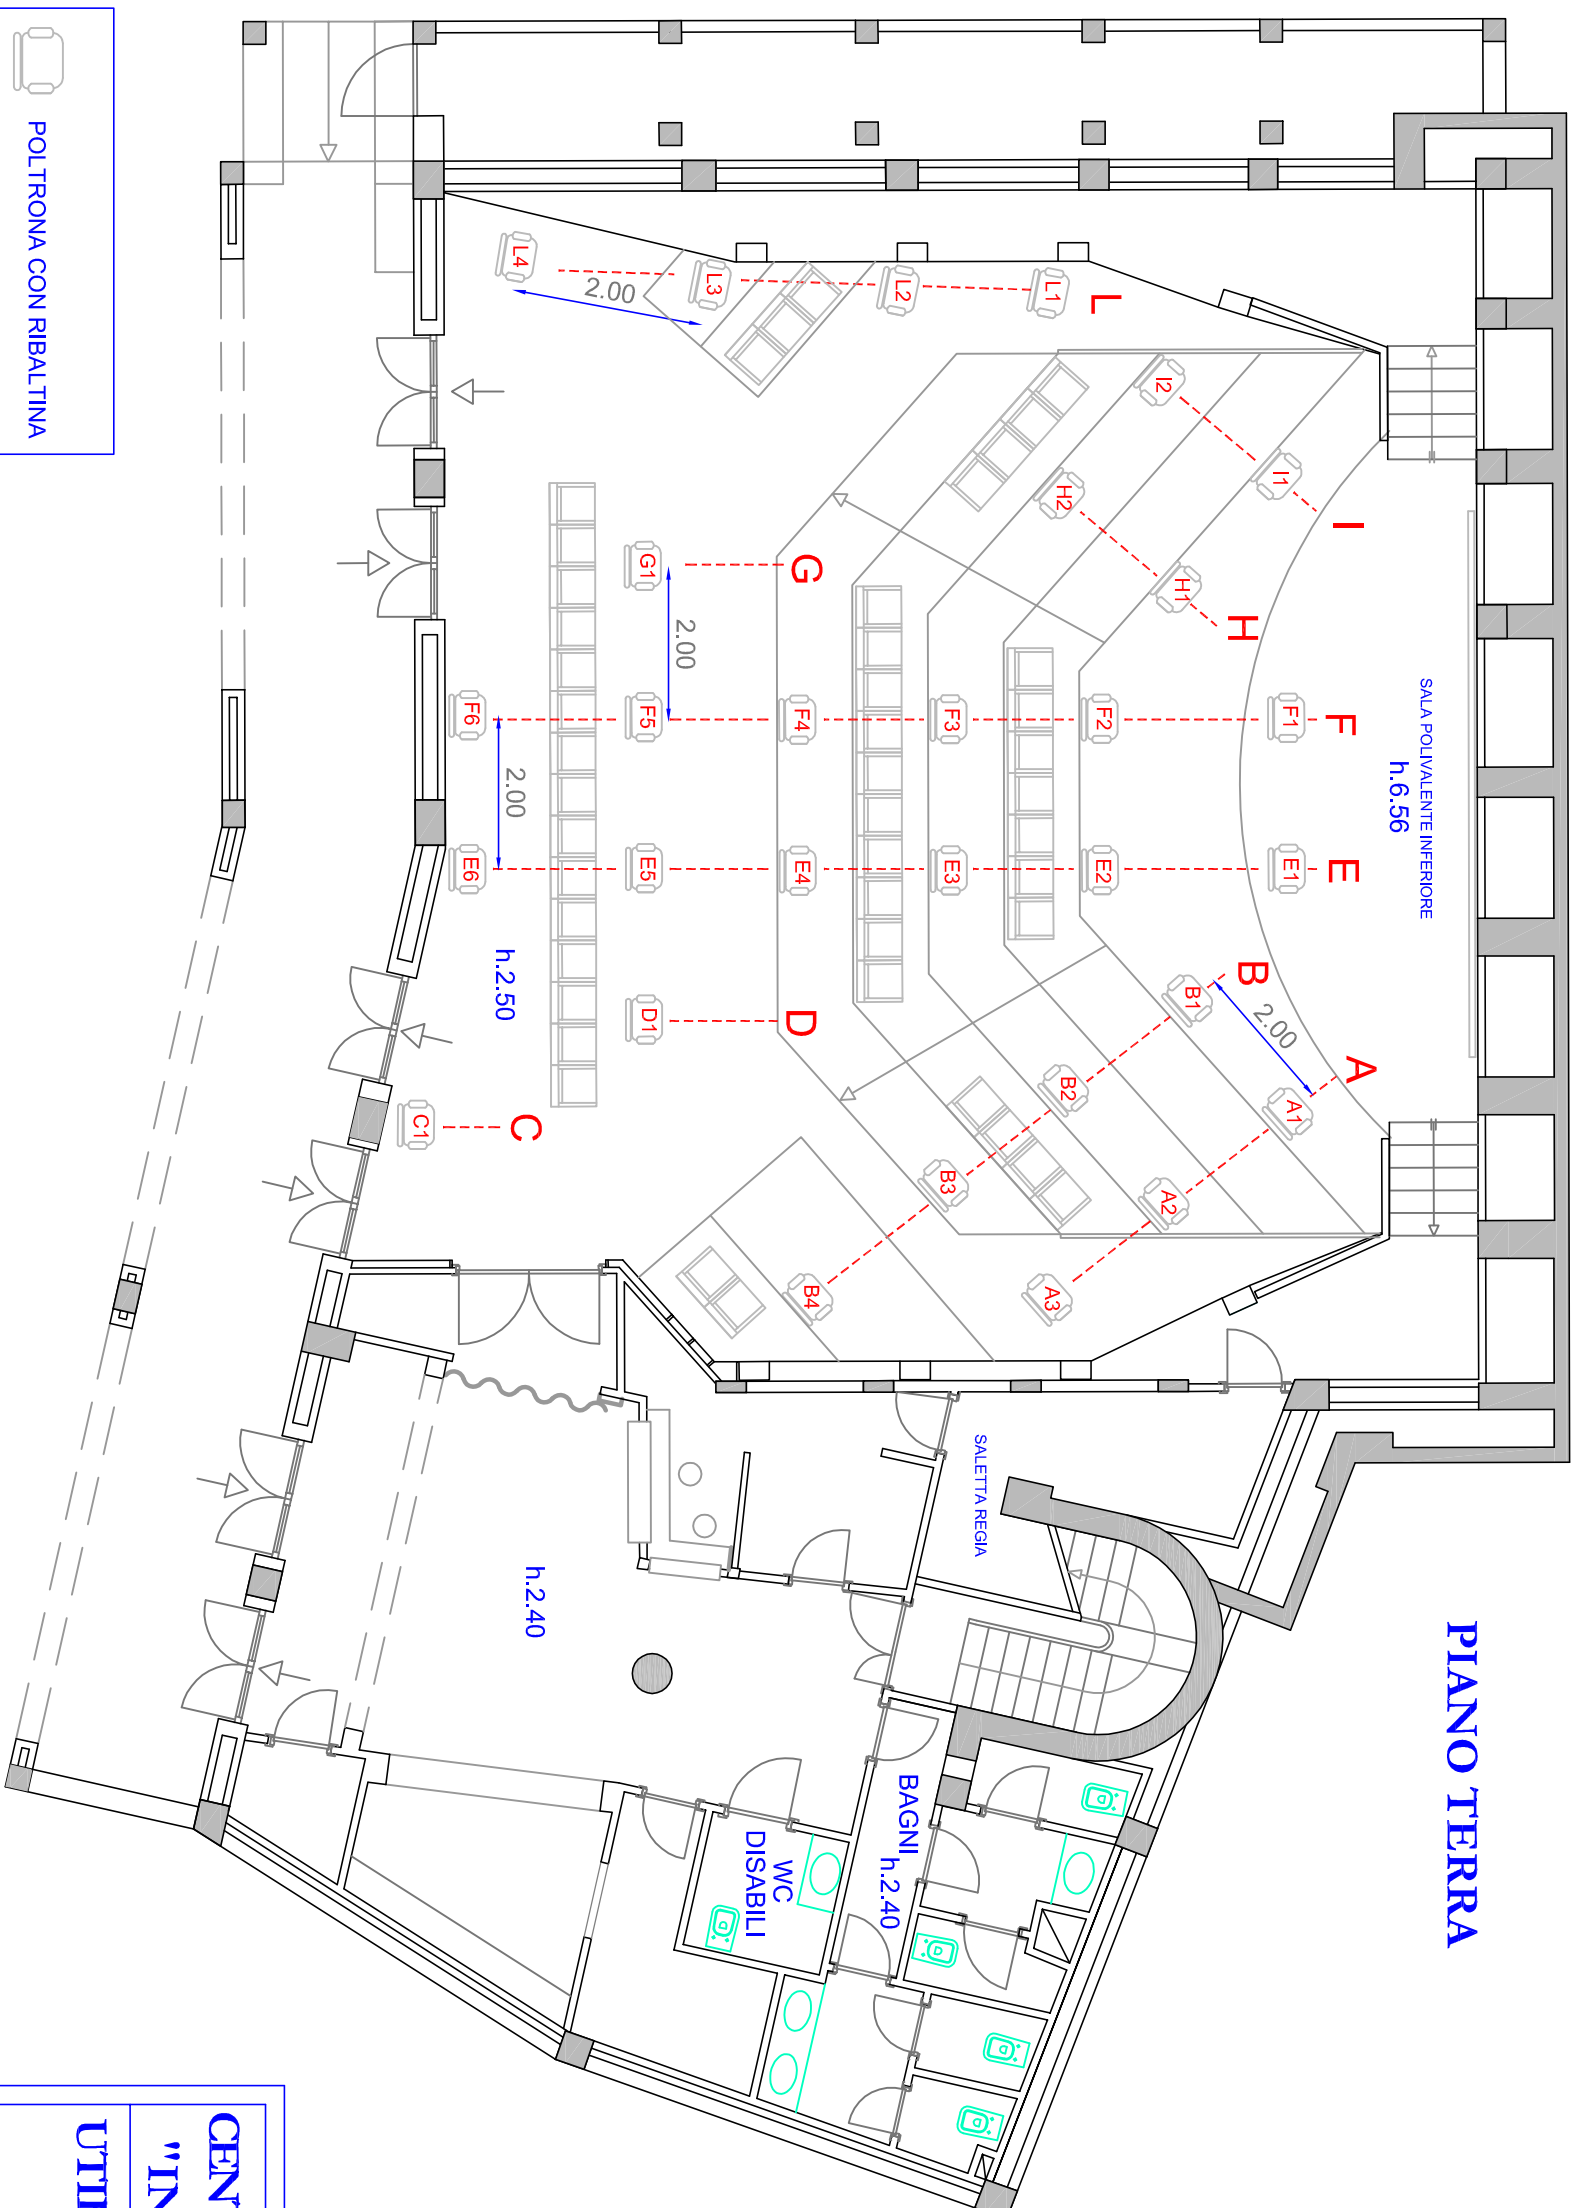 PIANO TERRA
SALA POLIVALENTE INFERIORE
h.6.56
I
F
E
A
I1
F1
E1
A1
2.00
H
B
H1
B1
I2
A2
L
F2
E2
H2
B2
L1
A3
SALETTA REGIA
F3
E3
B3
L2
BAGNI
h.2.40
G
D
F4
E4
B4
WC
DISABILI
L3
2.00
G1
F5
E5
D1
2.00
L4
h.2.40
C
2.00
h.2.50
F6
E6
C1
POLTRONA CON RIBALTINA